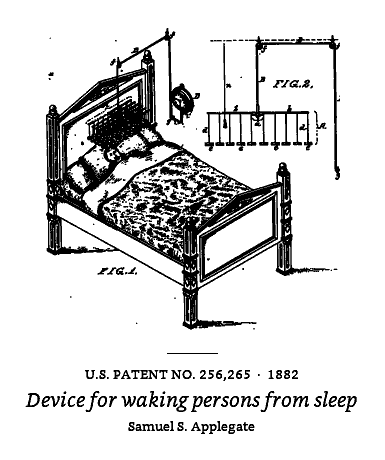 FIG.2.
FIG.1.
U.S. PATENT NO. 256,265 · 1882
Device for waking persons from sleep
Samuel S. Applegate